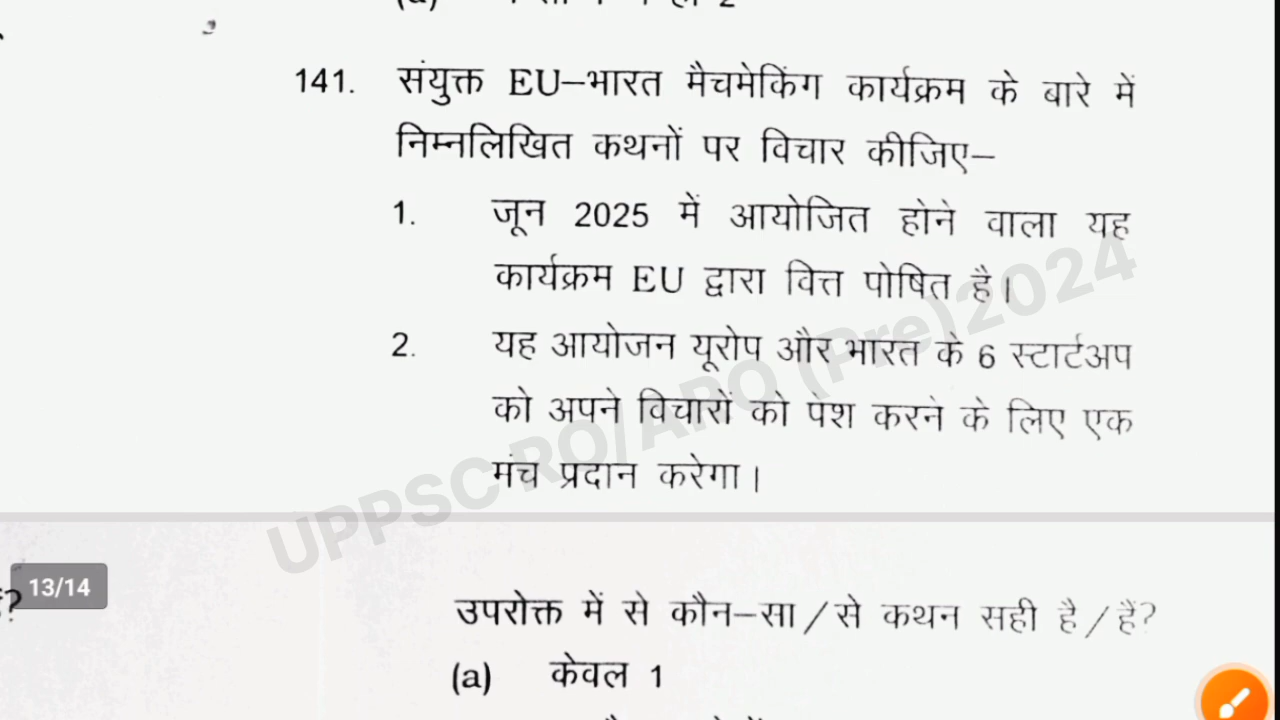 141. संयुक्त EU–भारत मैचमेकिंग कार्यक्रम के बारे में
निम्नलिखित कथनों पर विचार कीजिए–
1. जून 2025 में आयोजित होने वाला यह
कार्यक्रम EU द्वारा वित्त पोषित है।
2. यह आयोजन यूरोप और भारत के 6 स्टार्टअप
को अपने विचारों को पेश करने के लिए एक
मंच प्रदान करेगा।
UPPSC RO/ARO (Pre) 2024
13/14
उपरोक्त में से कौन–सा/से कथन सही है/हैं?
(a) केवल 1